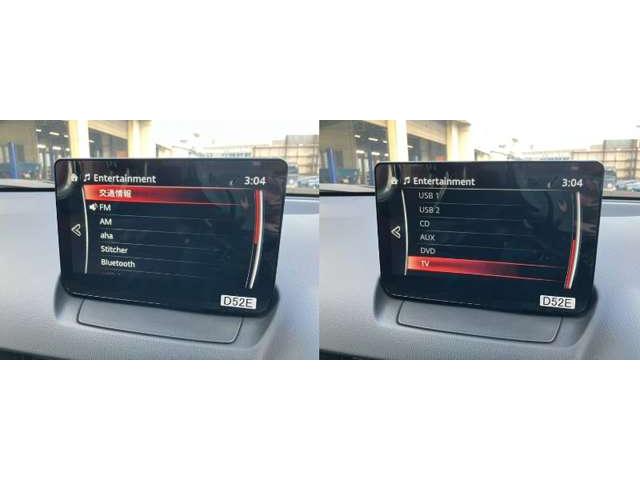 Entertainment
3:04
交通情報
FM
AM
aha
Stitcher
Bluetooth
D52E
Entertainment
3:04
USB 1
USB 2
CD
AUX
DVD
TV
D52E